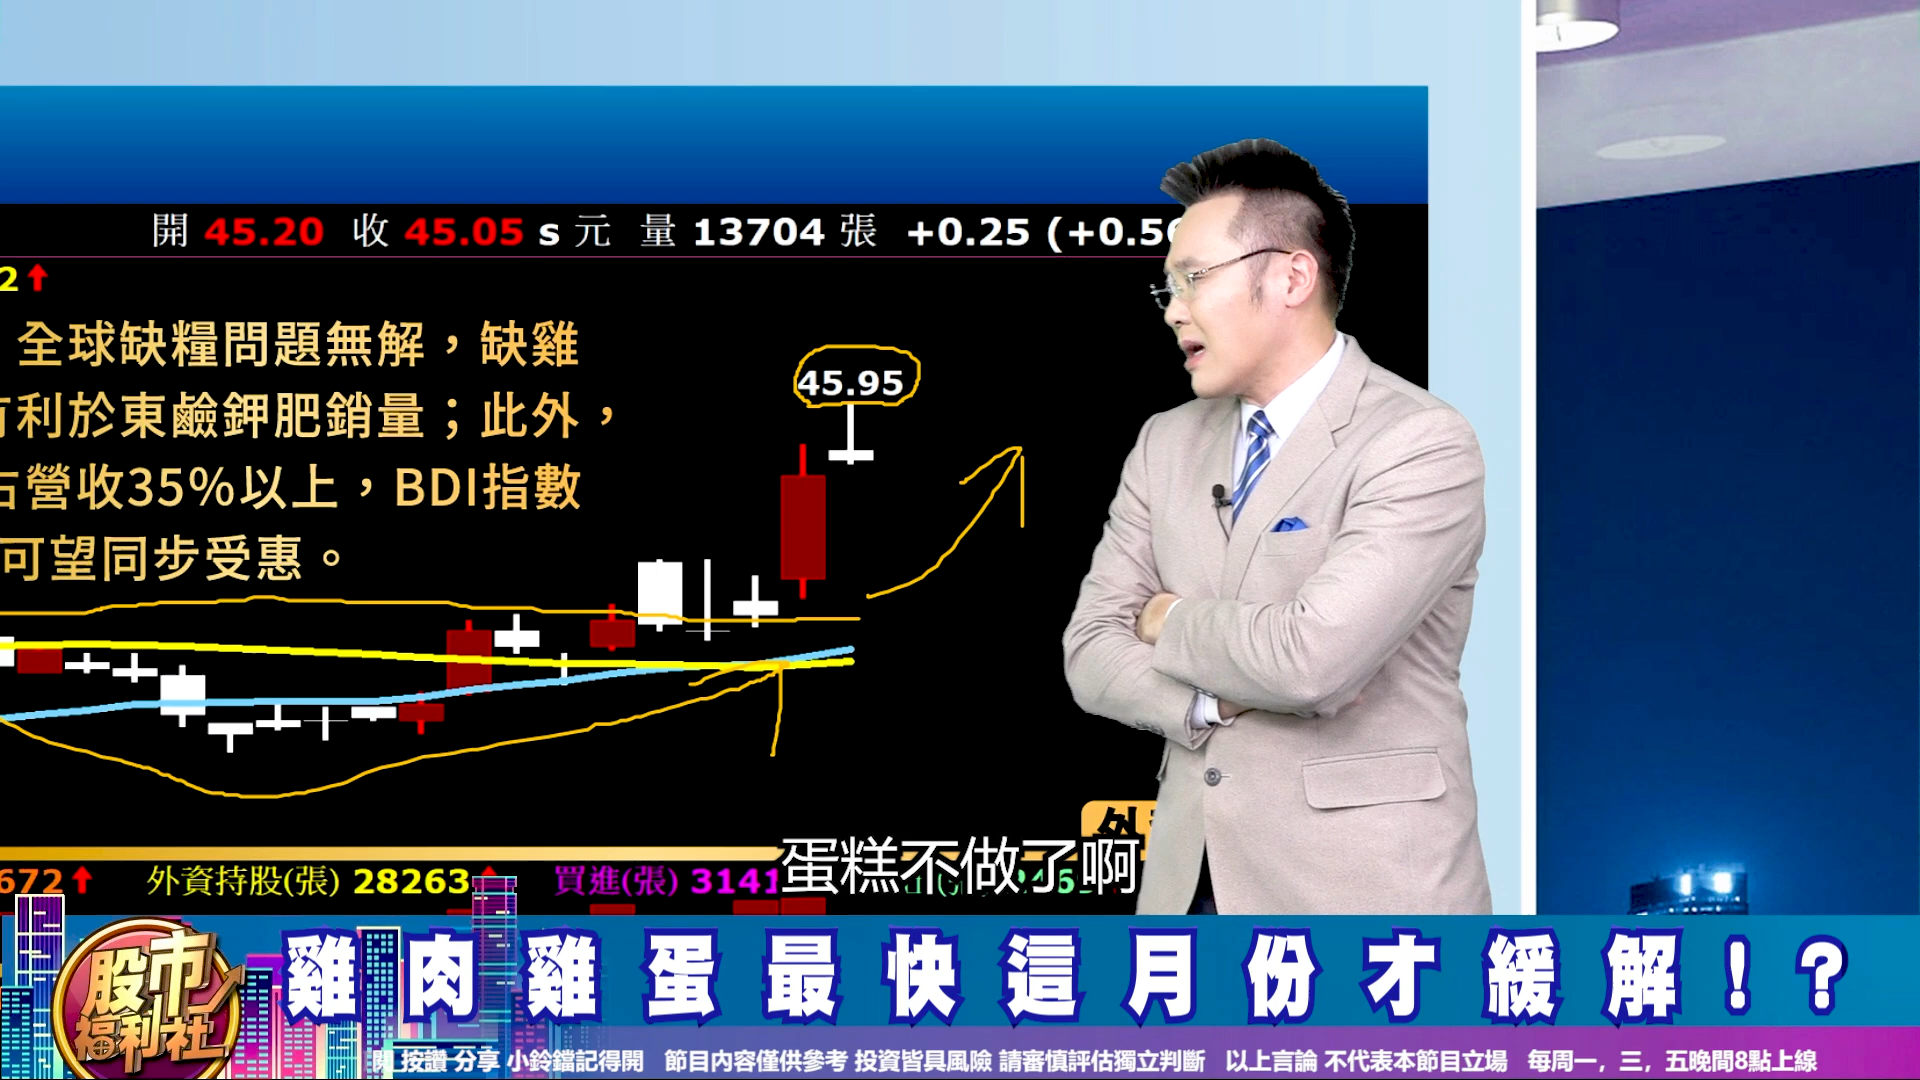 開 45.20 收 45.05 s 元 量 13704 張 +0.25 (+0.56
2↑
全球缺糧問題無解，缺雞
有利於東鹼鉀肥銷量；此外，
占營收35%以上，BDI指數
可望同步受惠。
45.95
外
672↑ 外資持股(張) 28263↑ 買進(張) 3141
蛋糕不做了啊
股市福利社
雞肉雞蛋最快這月份才緩解！？
按讚 分享 小鈴鐺記得開 節目內容僅供參考 投資皆具風險 請審慎評估獨立判斷 以上言論 不代表本節目立場 每周一，三，五晚間8點上線